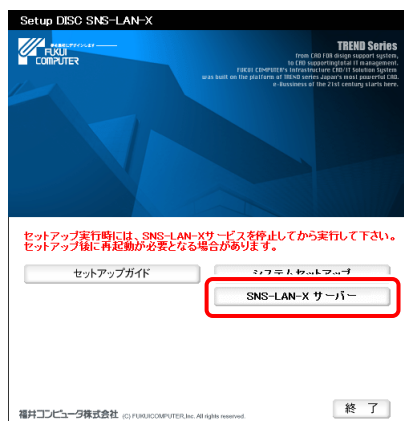 Setup DISC SNS-LAN-X
FUKUI
COMPUTER
TREND Series
from CAD FOR disign support system,
to CAD supportingtotal IT management.
FUKUI COMPUTER's Infrastructure CAD/IT Solution System
was built on the platform of TREND series Japan's most powerful CAD.
e-Bussiness of the 21st century starts here.
セットアップ実行時には、SNS-LAN-Xサービスを停止してから実行して下さい。
セットアップ後に再起動が必要となる場合があります。
セットアップガイド
システムセットアップ
SNS-LAN-X サーバー
終 了
福井コンピュータ株式会社 (C) FUKUICOMPUTER,Inc. All rights reserved.